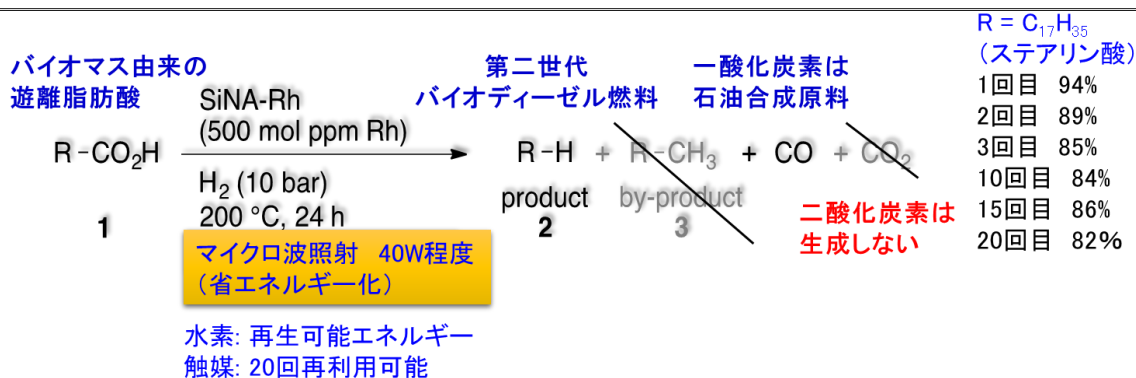 バイオマス由来の
遊離脂肪酸
R-CO₂H
1
SiNA-Rh
(500 mol ppm Rh)
H₂ (10 bar)
200 °C, 24 h
マイクロ波照射 40W程度
（省エネルギー化）
水素: 再生可能エネルギー
触媒: 20回再利用可能
第二世代
バイオディーゼル燃料
一酸化炭素は
石油合成原料
R-H + R-CH₃ + CO + CO₂
product by-product
2 3
二酸化炭素は
生成しない
R = C₁₇H₃₅
（ステアリン酸）
1回目 94%
2回目 89%
3回目 85%
10回目 84%
15回目 86%
20回目 82%